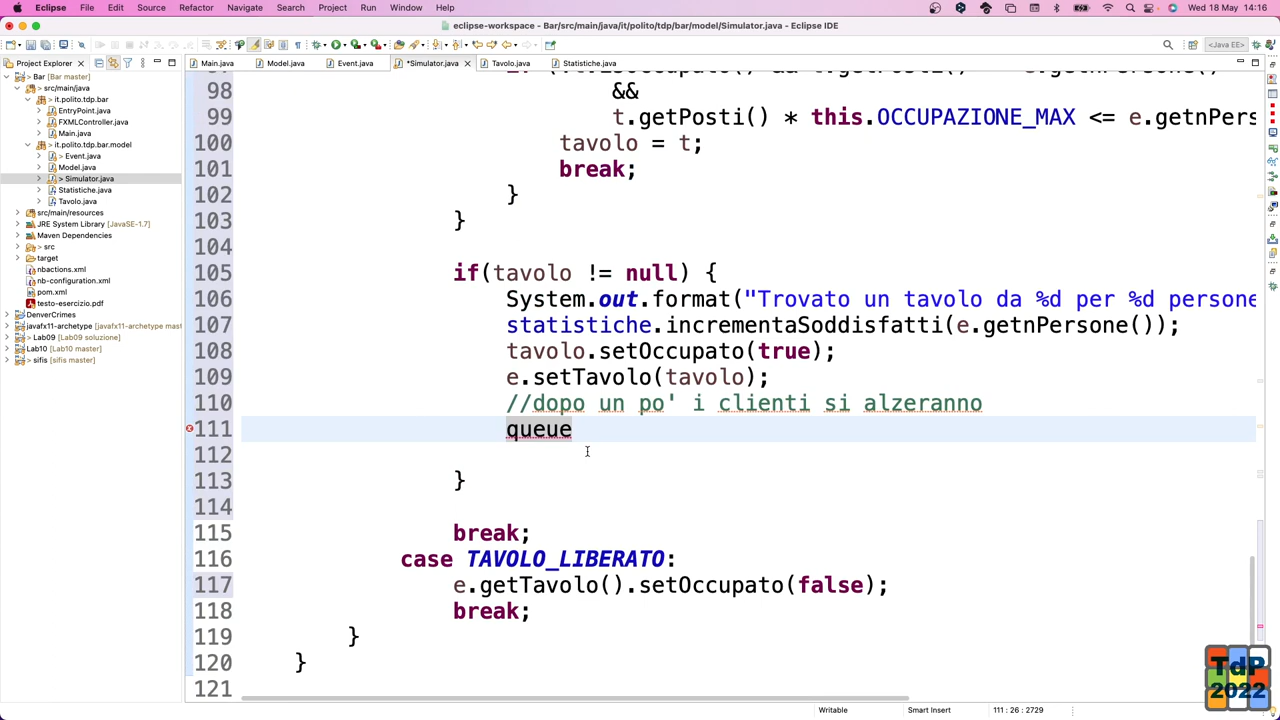 Eclipse File Edit Source Refactor Navigate Search Project Run Window Help Wed 18 May 14:16
eclipse-workspace - Bar/src/main/java/it/polito/tdp/bar/model/Simulator.java - Eclipse IDE
<Java EE>
Project Explorer
Main.java Model.java Event.java *Simulator.java Tavolo.java Statistiche.java
Bar [Bar master]
src/main/java
it.polito.tdp.bar
EntryPoint.java
FXMLController.java
Main.java
it.polito.tdp.bar.model
> Event.java
Model.java
> Simulator.java
Statistiche.java
Tavolo.java
src/main/resources
JRE System Library [JavaSE-1.7]
Maven Dependencies
> src
target
nbactions.xml
nb-configuration.xml
pom.xml
testo-esercizio.pdf
DenverCrimes
javafx11-archetype [javafx11-archetype mast
> Lab09 [Lab09 soluzione]
Lab10 [Lab10 master]
sifis [sifis master]
98 &&
99 t.getPosti() * this.OCCUPAZIONE_MAX <= e.getnPers
100 tavolo = t;
101 break;
102 }
103 }
104
105 if(tavolo != null) {
106 System.out.format("Trovato un tavolo da %d per %d persone
107 statistiche.incrementaSoddisfatti(e.getnPersone());
108 tavolo.setOccupato(true);
109 e.setTavolo(tavolo);
110 //dopo un po' i clienti si alzeranno
111 queue
112
113 }
114
115 break;
116 case TAVOLO_LIBERATO:
117 e.getTavolo().setOccupato(false);
118 break;
119 }
120 }
121
Writable Smart Insert 111 : 26 : 2729
TdP
2022